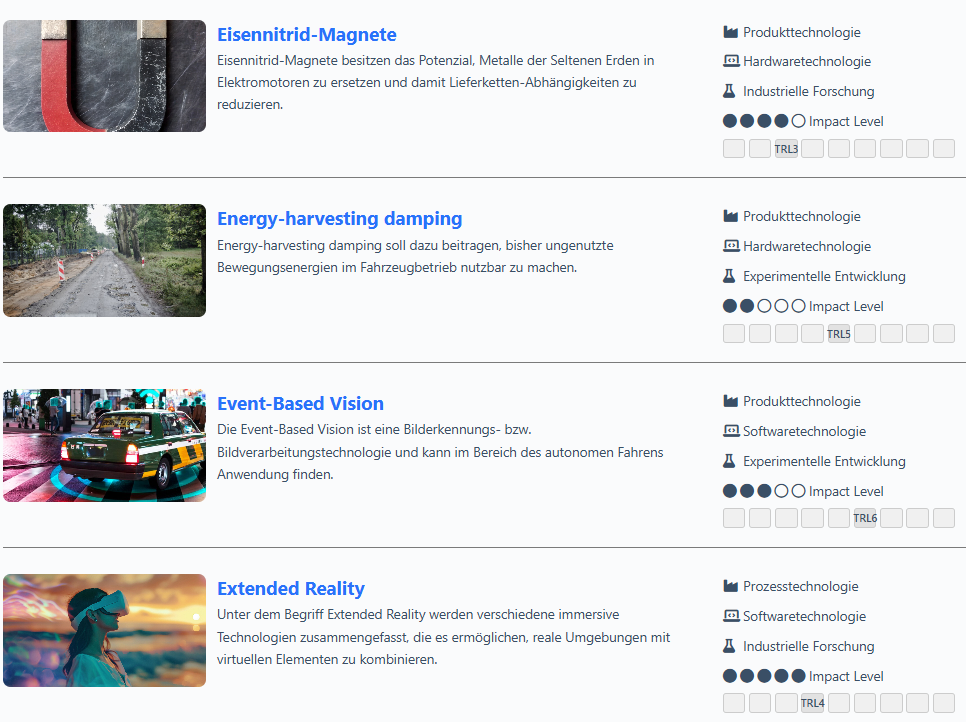 Eisennitrid-Magnete
Eisennitrid-Magnete besitzen das Potenzial, Metalle der Seltenen Erden in
Elektromotoren zu ersetzen und damit Lieferketten-Abhängigkeiten zu
reduzieren.
Produkttechnologie
Hardwaretechnologie
Industrielle Forschung
Impact Level
TRL3
Energy-harvesting damping
Energy-harvesting damping soll dazu beitragen, bisher ungenutzte
Bewegungsenergien im Fahrzeugbetrieb nutzbar zu machen.
Produkttechnologie
Hardwaretechnologie
Experimentelle Entwicklung
Impact Level
TRL5
Event-Based Vision
Die Event-Based Vision ist eine Bilderkennungs- bzw.
Bildverarbeitungstechnologie und kann im Bereich des autonomen Fahrens
Anwendung finden.
Produkttechnologie
Softwaretechnologie
Experimentelle Entwicklung
Impact Level
TRL6
Extended Reality
Unter dem Begriff Extended Reality werden verschiedene immersive
Technologien zusammengefasst, die es ermöglichen, reale Umgebungen mit
virtuellen Elementen zu kombinieren.
Prozesstechnologie
Softwaretechnologie
Industrielle Forschung
Impact Level
TRL4